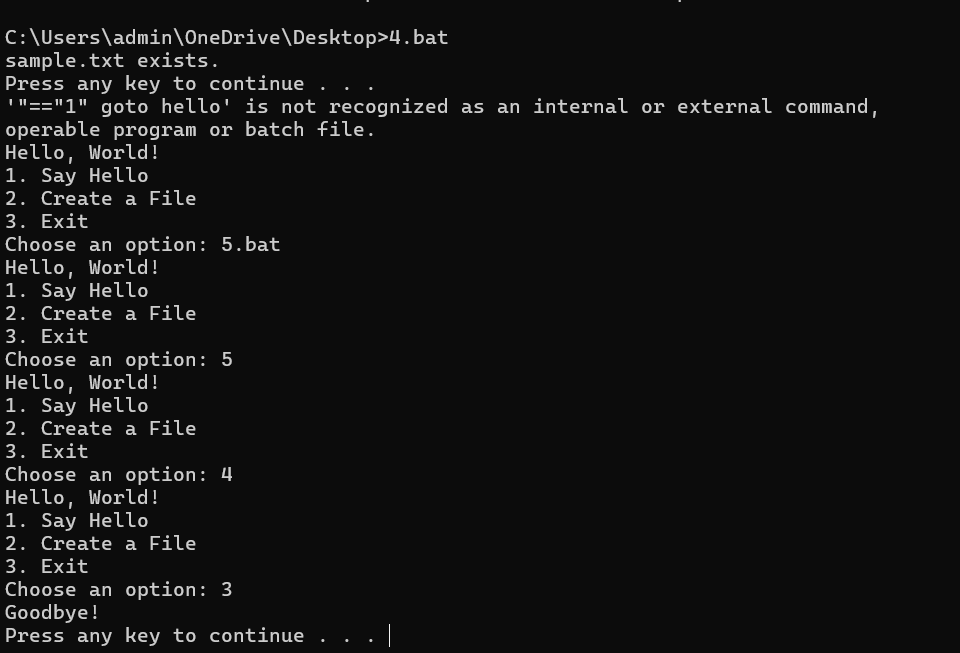 C:\Users\admin\OneDrive\Desktop>4.bat
sample.txt exists.
Press any key to continue . . .
'"=="1" goto hello' is not recognized as an internal or external command,
operable program or batch file.
Hello, World!
1. Say Hello
2. Create a File
3. Exit
Choose an option: 5.bat
Hello, World!
1. Say Hello
2. Create a File
3. Exit
Choose an option: 5
Hello, World!
1. Say Hello
2. Create a File
3. Exit
Choose an option: 4
Hello, World!
1. Say Hello
2. Create a File
3. Exit
Choose an option: 3
Goodbye!
Press any key to continue . . .